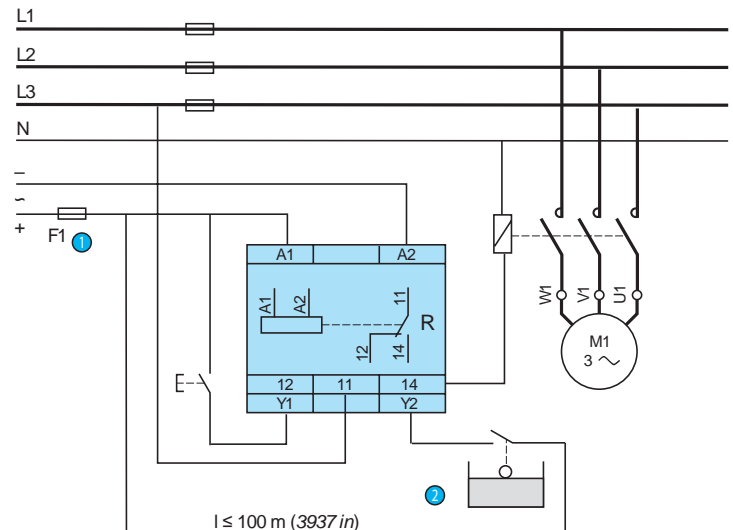 L1
L2
L3
N
–
~
+
F1 1
A1 A2
A1 A2 11
R
12 14
12 11 14
Y1 Y2
W1 V1 U1
M1
3 ~
2
l ≤ 100 m (3937 in)